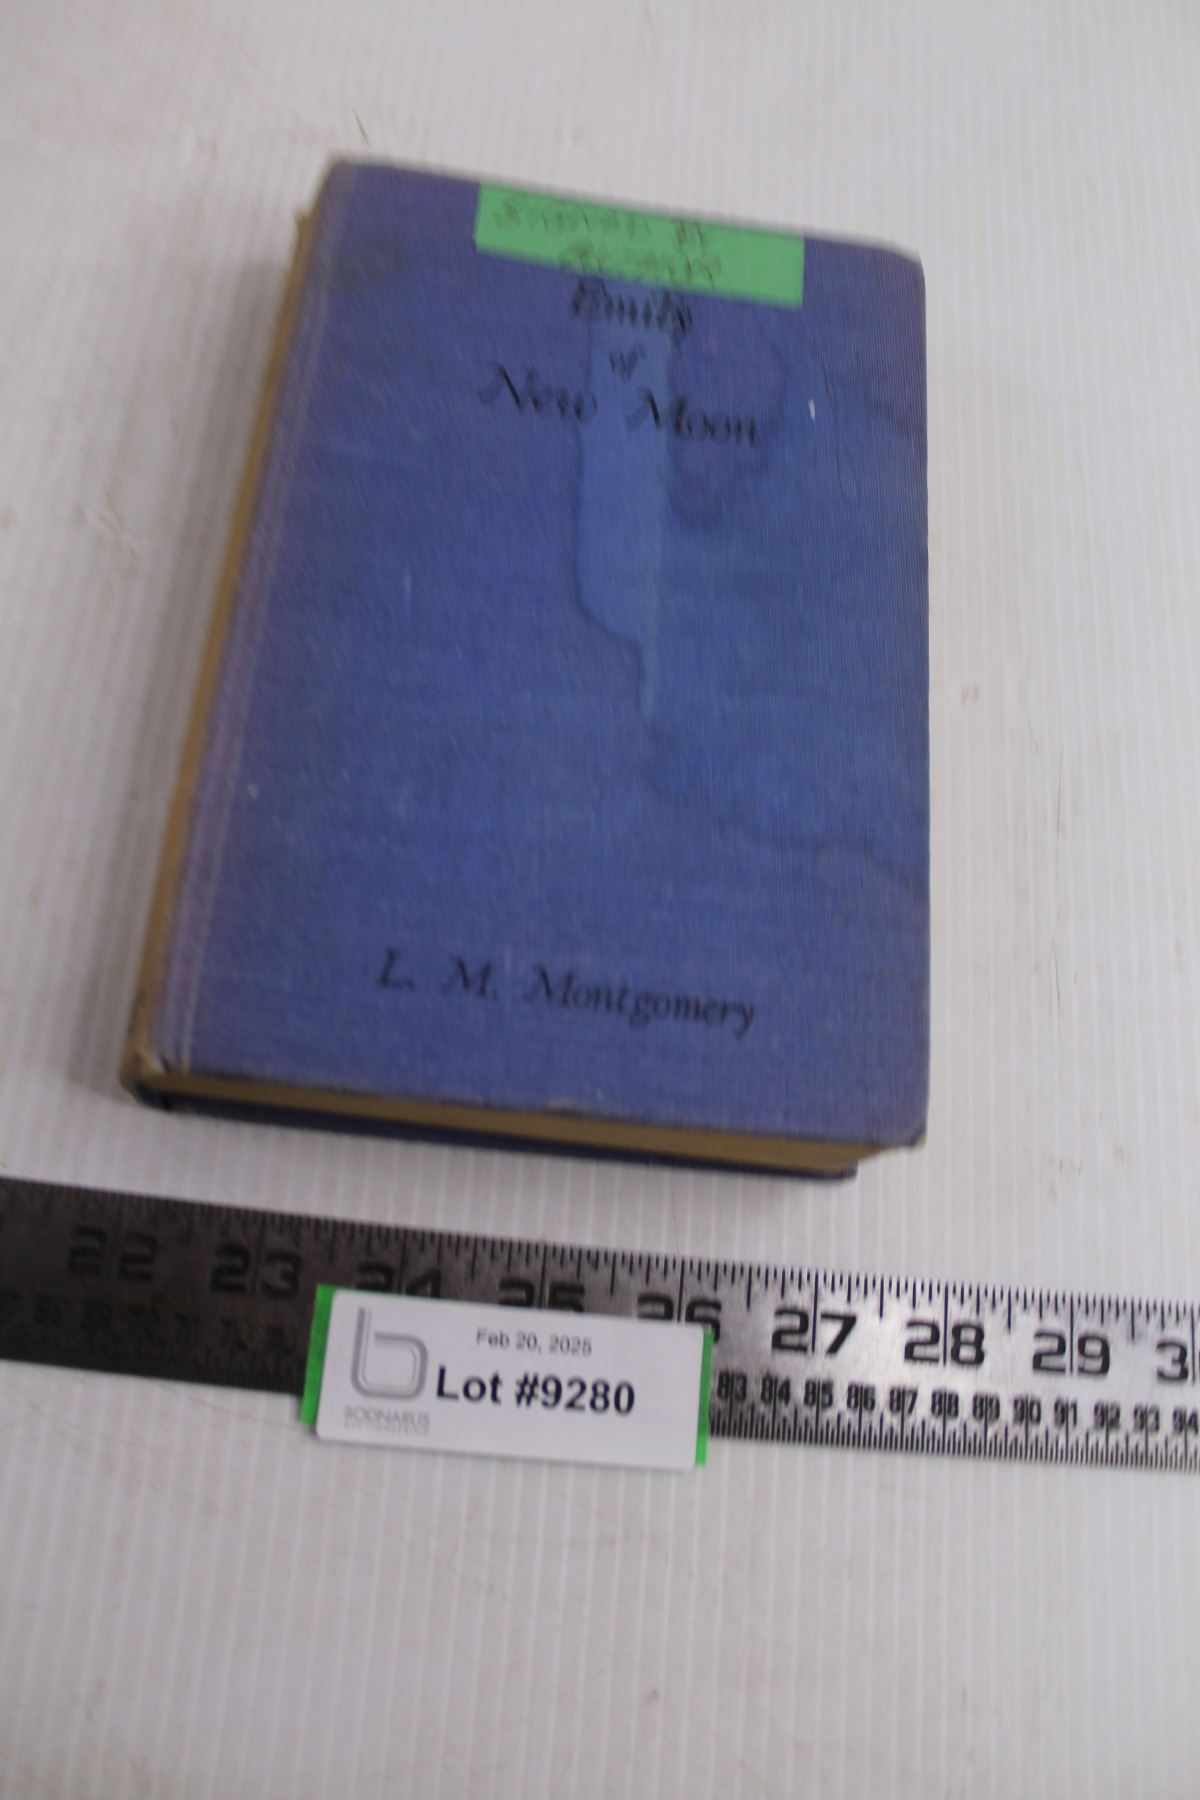 Emily
of
New Moon
L. M. Montgomery
22 23 24 25 26 27 28 29
83 84 85 86 87 88 89 90 91 92 93 94
Feb 20, 2025
Lot #9280
BODNARUS